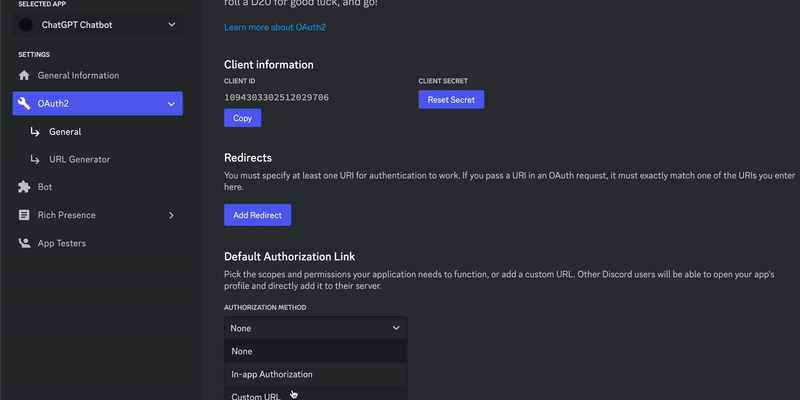 SELECTED APP
ChatGPT Chatbot
SETTINGS
General Information
OAuth2
General
URL Generator
Bot
Rich Presence
App Testers
roll a D20 for good luck, and go!
Learn more about OAuth2
Client information
CLIENT ID
1094303302512029706
Copy
CLIENT SECRET
Reset Secret
Redirects
You must specify at least one URI for authentication to work. If you pass a URI in an OAuth request, it must exactly match one of the URIs you enter
here.
Add Redirect
Default Authorization Link
Pick the scopes and permissions your application needs to function, or add a custom URL. Other Discord users will be able to open your app's
profile and directly add it to their server.
AUTHORIZATION METHOD
None
None
In-app Authorization
Custom URL